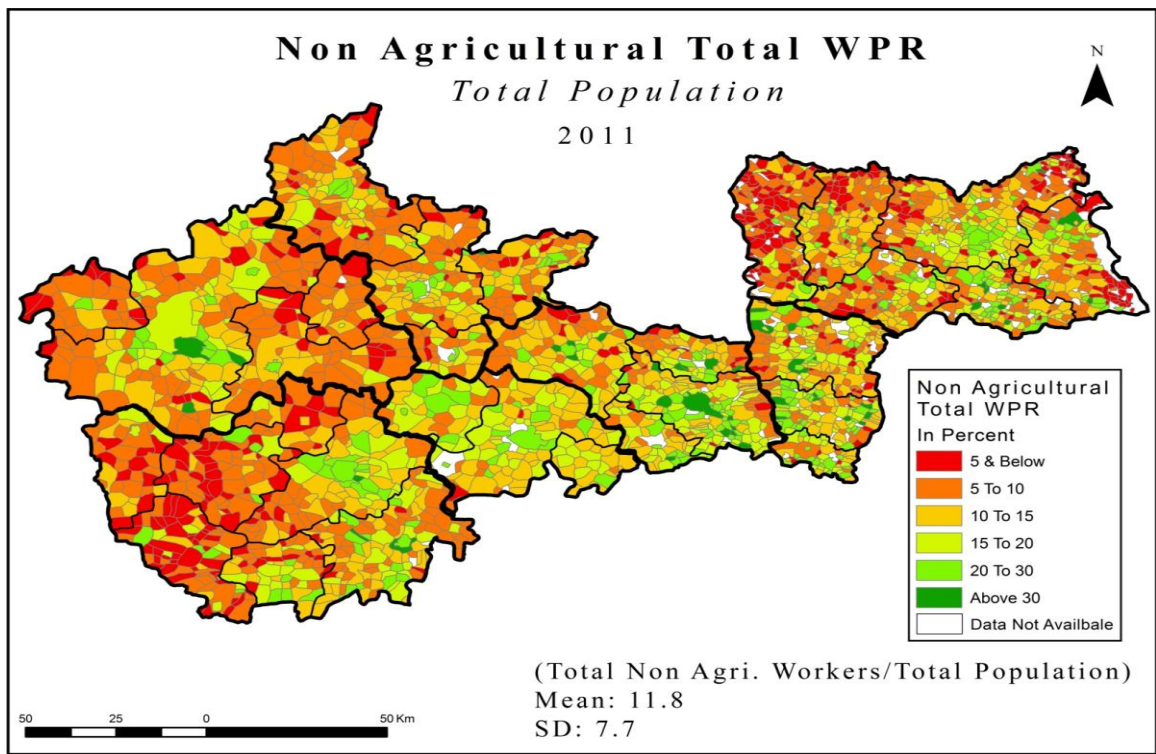 Non Agricultural Total WPR
Total Population
2011
N
Non Agricultural
Total WPR
In Percent
5 & Below
5 To 10
10 To 15
15 To 20
20 To 30
Above 30
Data Not Availbale
(Total Non Agri. Workers/Total Population)
Mean: 11.8
SD: 7.7
50 25 0 50 Km